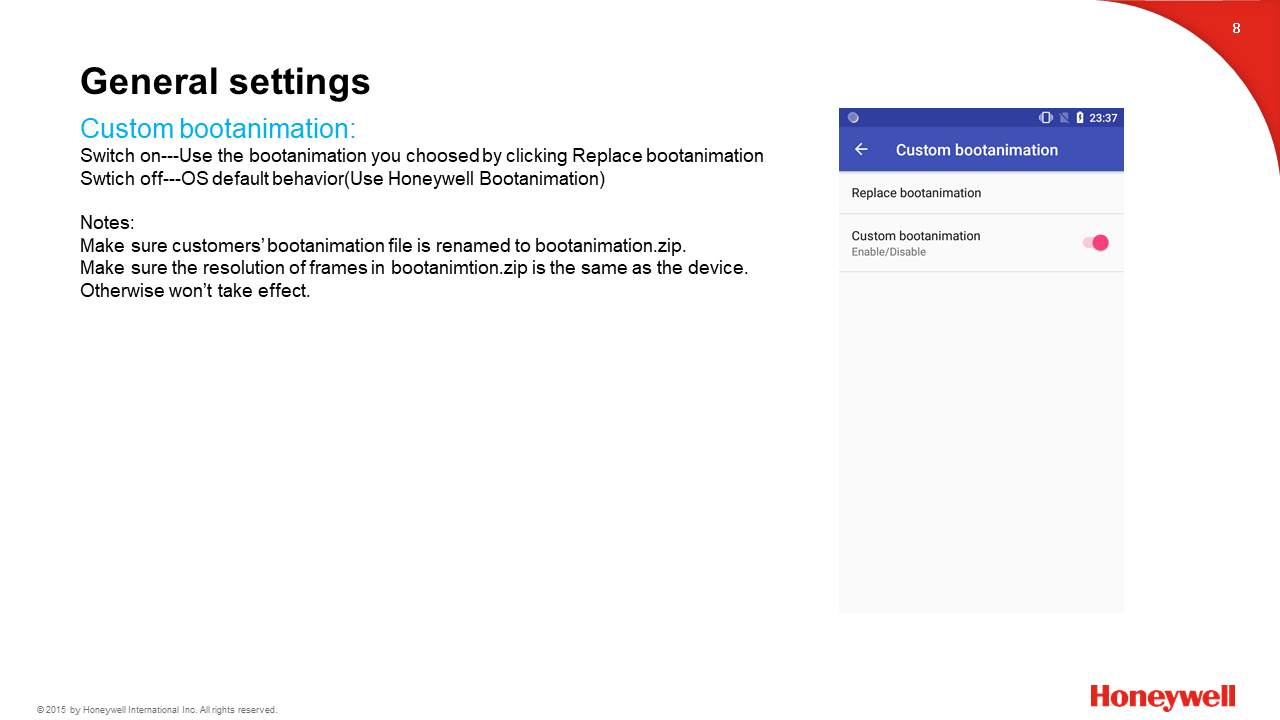 8
General settings
Custom bootanimation:
Switch on---Use the bootanimation you choosed by clicking Replace bootanimation
Swtich off---OS default behavior(Use Honeywell Bootanimation)
Notes:
Make sure customers’ bootanimation file is renamed to bootanimation.zip.
Make sure the resolution of frames in bootanimtion.zip is the same as the device.
Otherwise won’t take effect.
23:37
Custom bootanimation
Replace bootanimation
Custom bootanimation
Enable/Disable
© 2015 by Honeywell International Inc. All rights reserved.
Honeywell